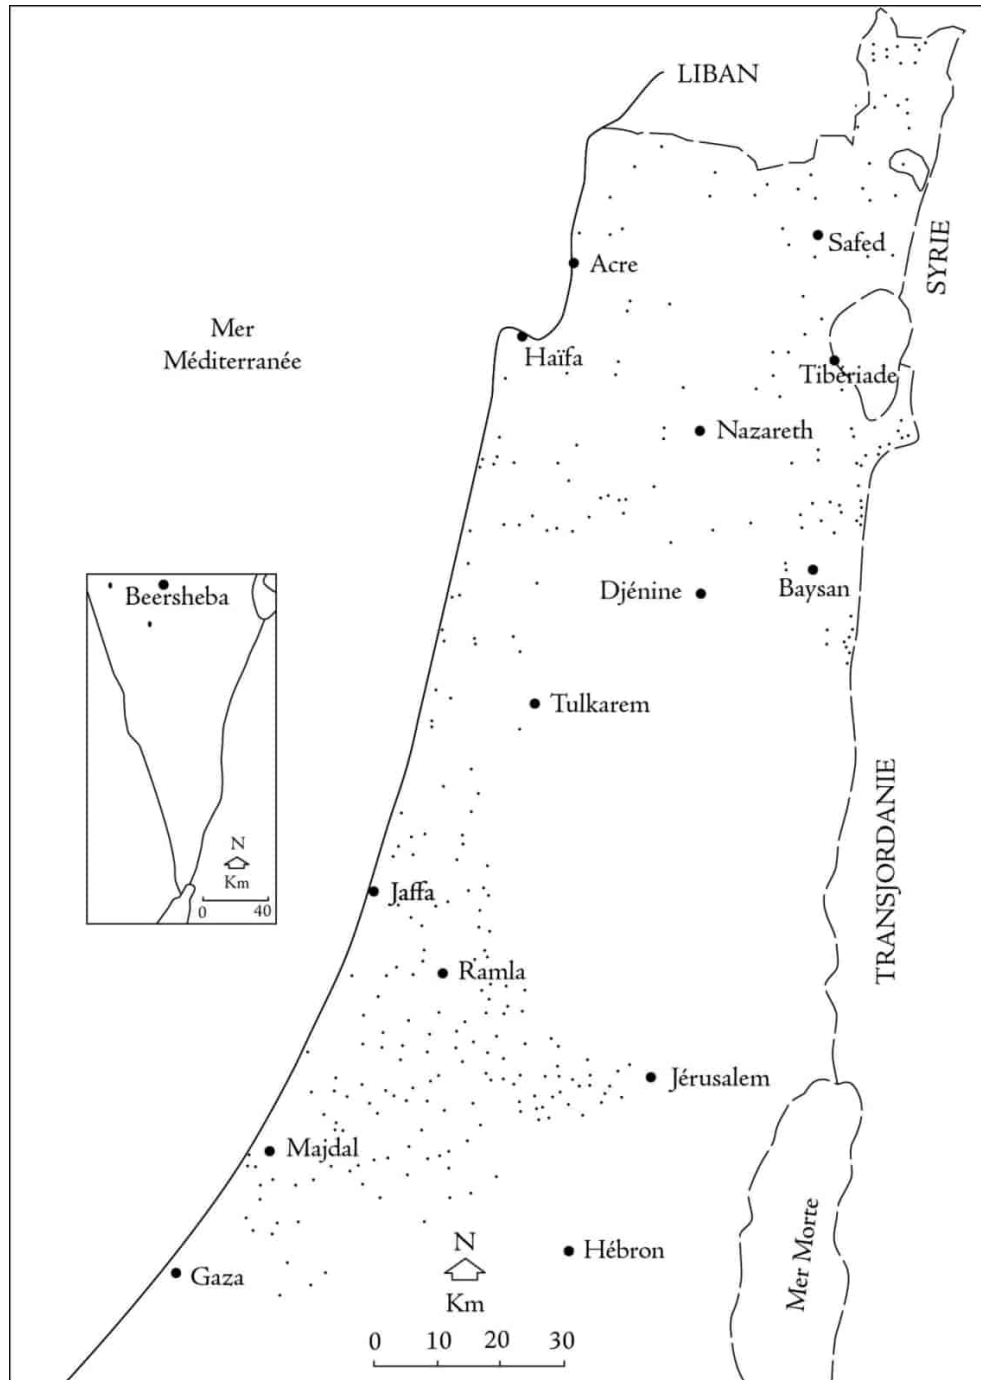 LIBAN
Safed
SYRIE
Acre
Mer
Méditerranée
Haïfa
Tibériade
Nazareth
Djénine
Baysan
Beersheba
Tulkarem
N
Km
0 40
TRANSJORDANIE
Jaffa
Ramla
Jérusalem
Majdal
Mer Morte
Hébron
Gaza
N
Km
0 10 20 30